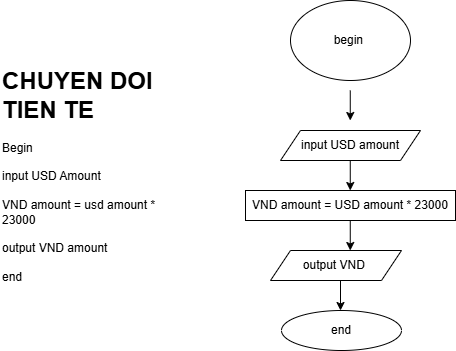 CHUYEN DOI
TIEN TE
Begin
input USD Amount
VND amount = usd amount *
23000
output VND amount
end
begin
input USD amount
VND amount = USD amount * 23000
output VND
end